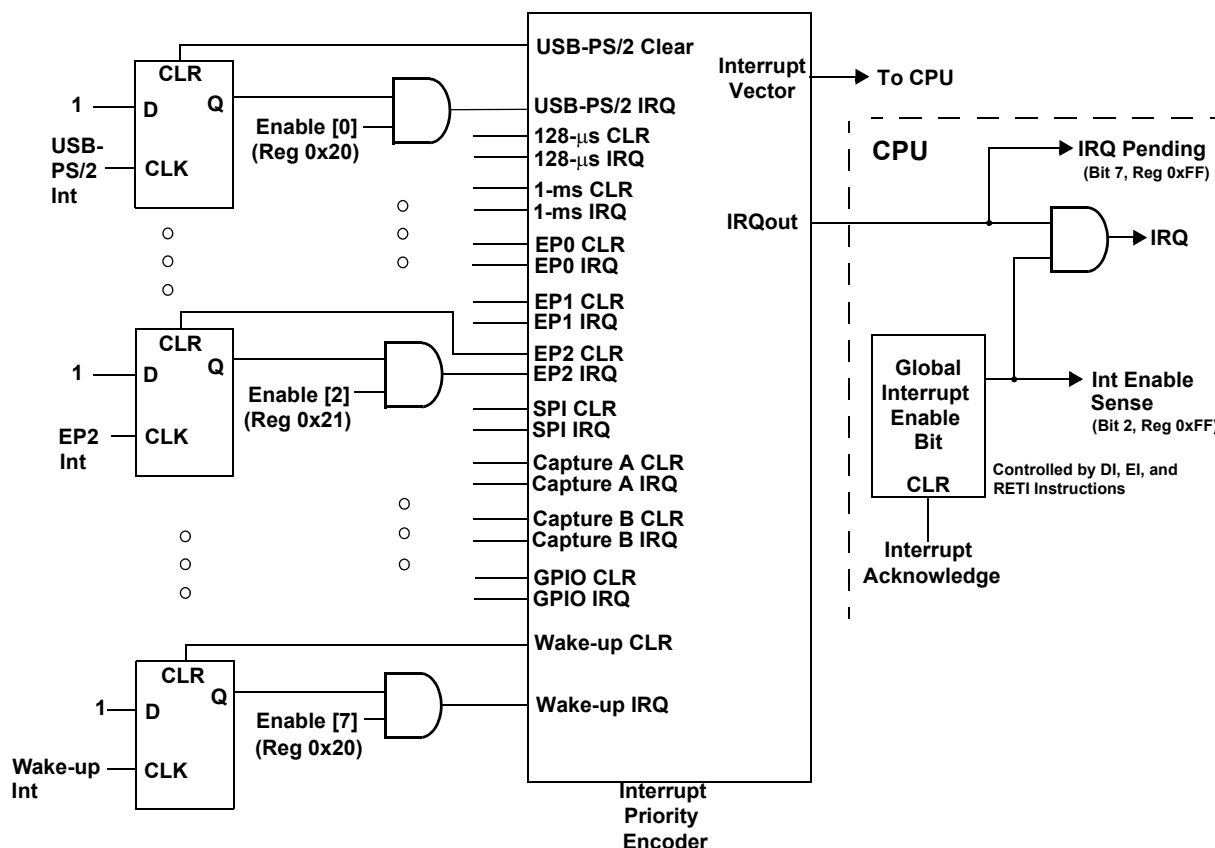 CLR
D
Q
CLK
1
USB-
PS/2
Int
Enable [0]
(Reg 0x20)
CLR
D
Q
CLK
1
EP2
Int
Enable [2]
(Reg 0x21)
CLR
D
Q
CLK
1
Wake-up
Int
Enable [7]
(Reg 0x20)
USB-PS/2 Clear
USB-PS/2 IRQ
128-μs CLR
128-μs IRQ
1-ms CLR
1-ms IRQ
EP0 CLR
EP0 IRQ
EP1 CLR
EP1 IRQ
EP2 CLR
EP2 IRQ
SPI CLR
SPI IRQ
Capture A CLR
Capture A IRQ
Capture B CLR
Capture B IRQ
GPIO CLR
GPIO IRQ
Wake-up CLR
Wake-up IRQ
Interrupt
Vector
IRQout
Interrupt
Priority
Encoder
To CPU
CPU
IRQ Pending
(Bit 7, Reg 0xFF)
IRQ
Global
Interrupt
Enable
Bit
CLR
Int Enable
Sense
(Bit 2, Reg 0xFF)
Controlled by DI, EI, and
RETI Instructions
Interrupt
Acknowledge